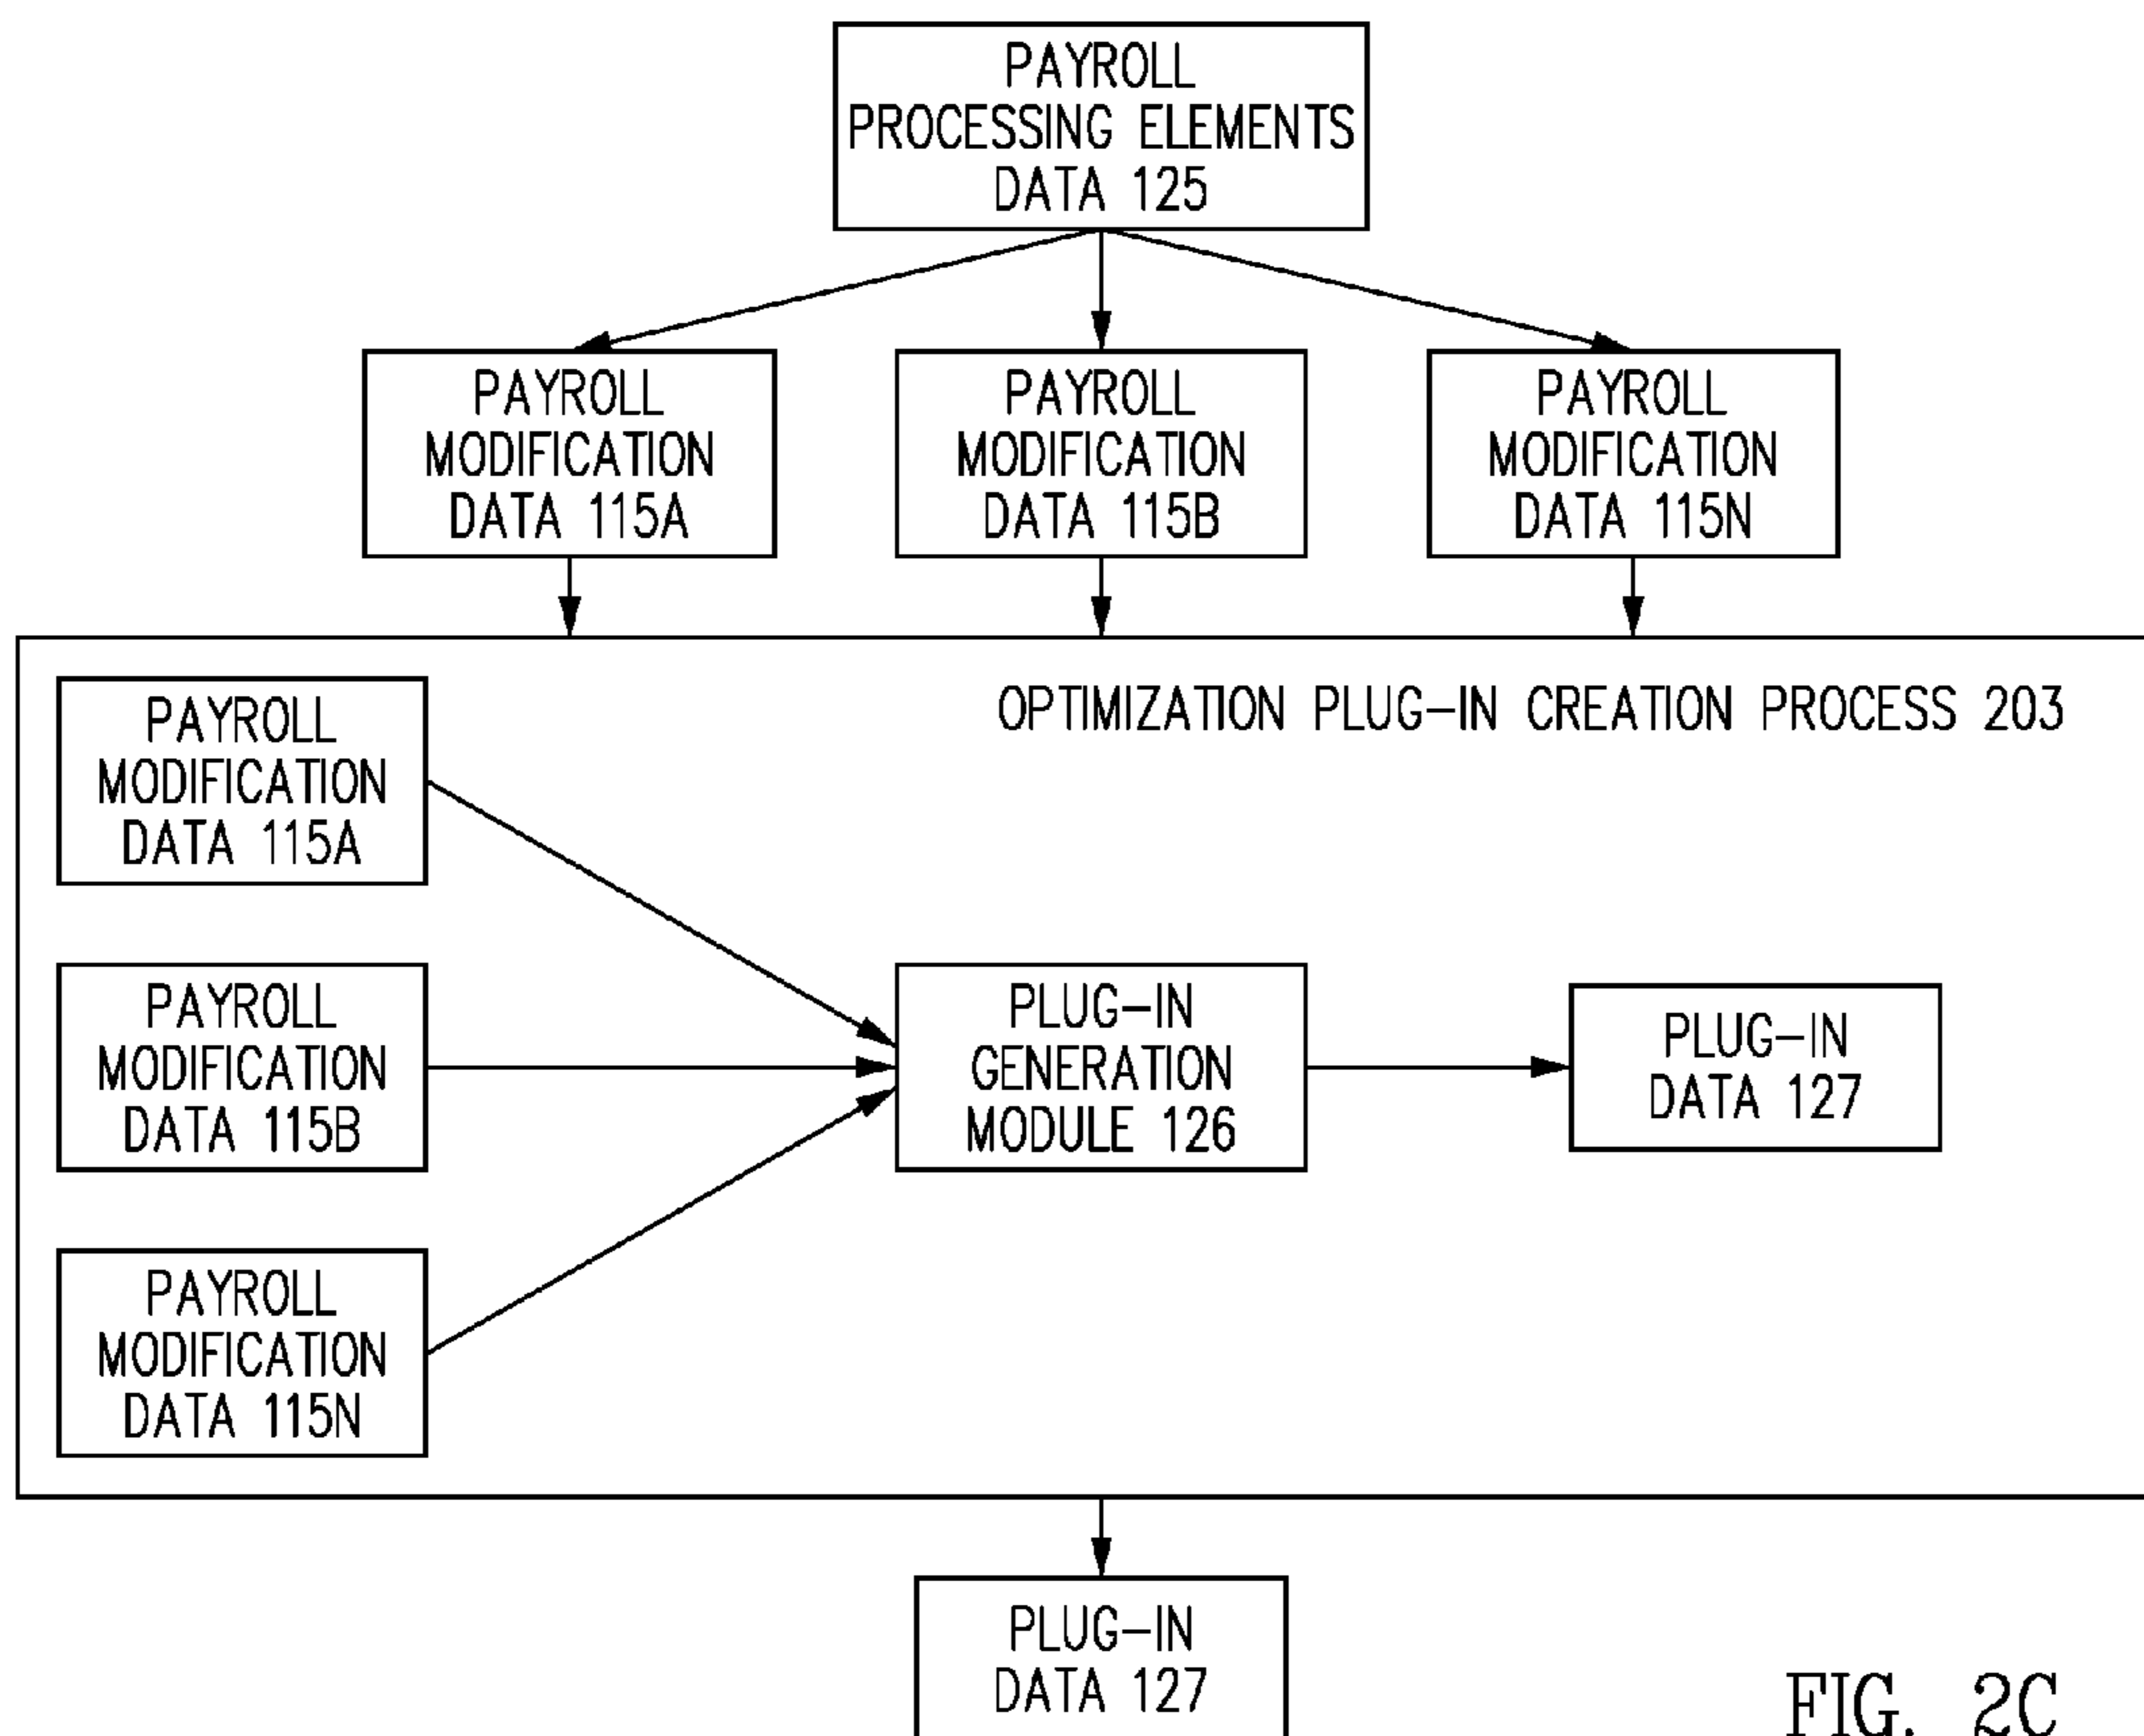 PAYROLL
PROCESSING ELEMENTS
DATA 125
PAYROLL
MODIFICATION
DATA 115A
PAYROLL
MODIFICATION
DATA 115B
PAYROLL
MODIFICATION
DATA 115N
OPTIMIZATION PLUG-IN CREATION PROCESS 203
PAYROLL
MODIFICATION
DATA 115A
PAYROLL
MODIFICATION
DATA 115B
PAYROLL
MODIFICATION
DATA 115N
PLUG-IN
GENERATION
MODULE 126
PLUG-IN
DATA 127
PLUG-IN
DATA 127
FIG. 2C